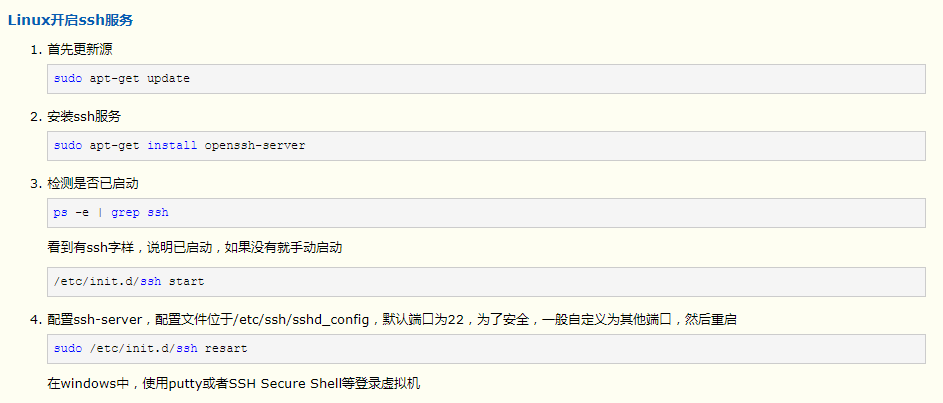 Linux开启ssh服务
1. 首先更新源
sudo apt-get update
2. 安装ssh服务
sudo apt-get install openssh-server
3. 检测是否已启动
ps -e | grep ssh
看到有ssh字样，说明已启动，如果没有就手动启动
/etc/init.d/ssh start
4. 配置ssh-server，配置文件位于/etc/ssh/sshd_config，默认端口为22，为了安全，一般自定义为其他端口，然后重启
sudo /etc/init.d/ssh resart
在windows中，使用putty或者SSH Secure Shell等登录虚拟机